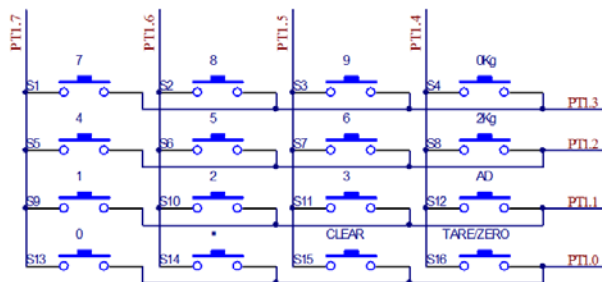 PT1.7 PT1.6 PT1.5 PT1.4
7 8 9 0Kg
S1 S2 S3 S4
PT1.3
4 5 6 2Kg
S5 S6 S7 S8
PT1.2
1 2 3 AD
S9 S10 S11 S12
PT1.1
0 * CLEAR TARE/ZERO
S13 S14 S15 S16
PT1.0